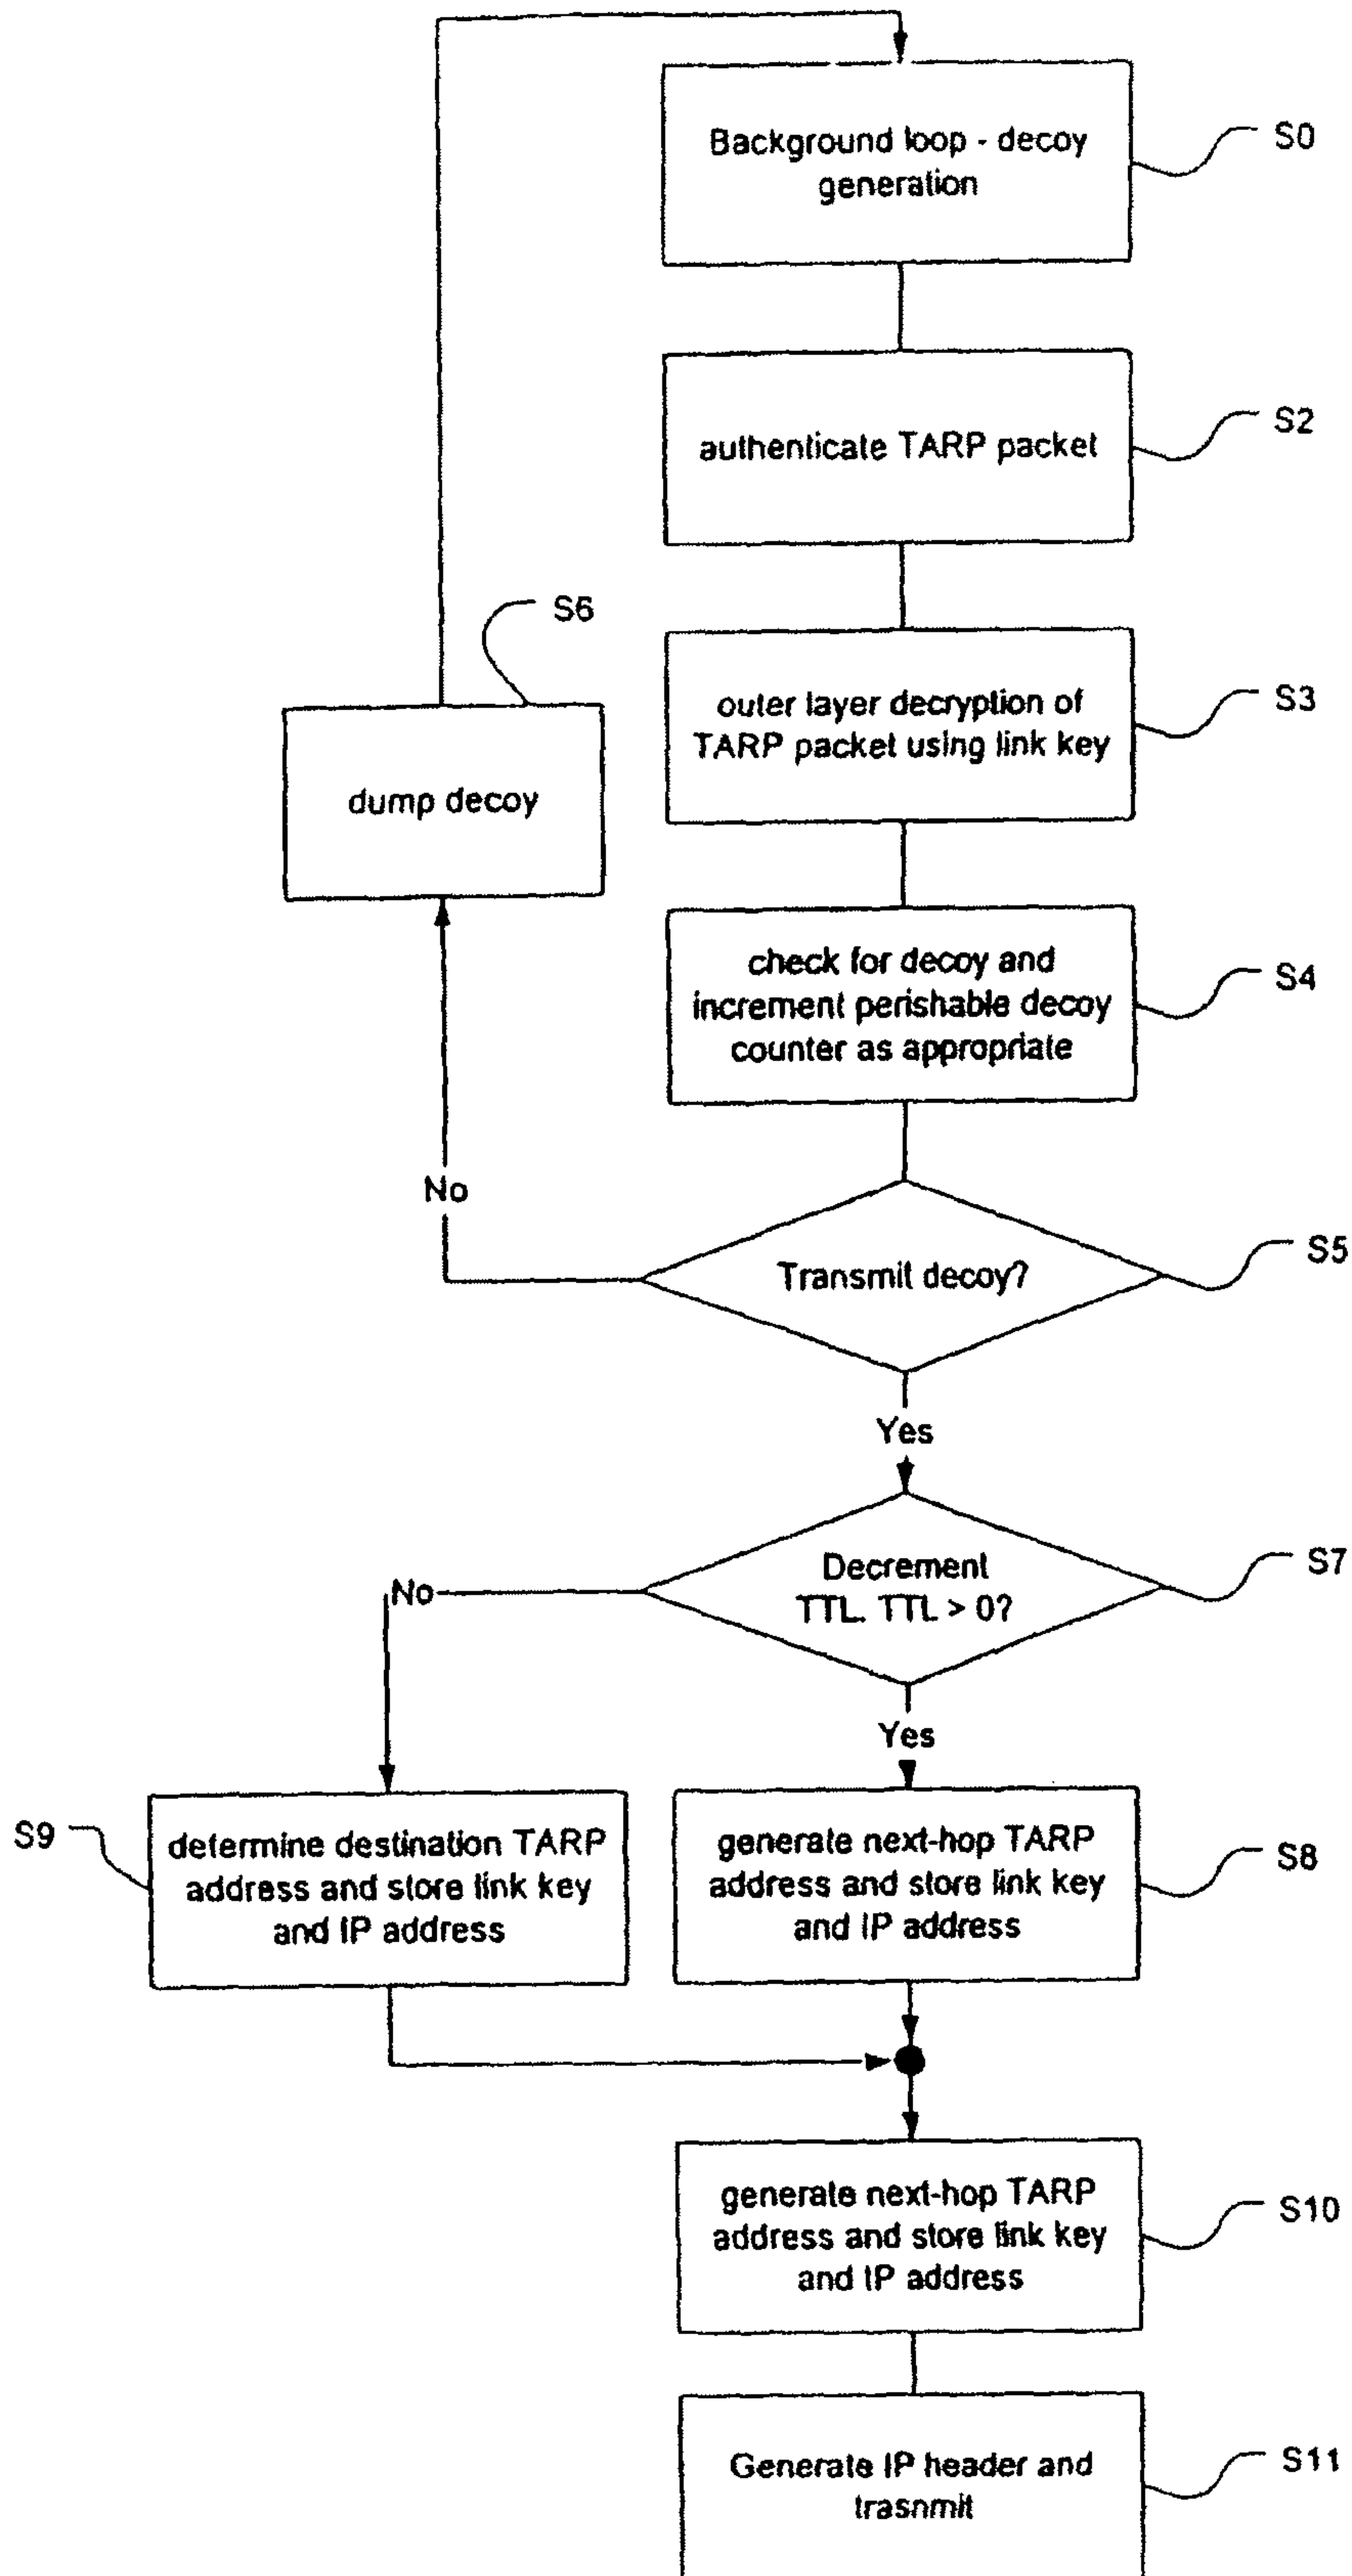 Background loop - decoy
generation
S0
authenticate TARP packet
S2
outer layer decryption of
TARP packet using link key
S3
S6
dump decoy
check for decoy and
increment perishable decoy
counter as appropriate
S4
No
Transmit decoy?
S5
Yes
Decrement
TTL. TTL > 0?
S7
No
Yes
S9
determine destination TARP
address and store link key
and IP address
generate next-hop TARP
address and store link key
and IP address
S8
generate next-hop TARP
address and store link key
and IP address
S10
Generate IP header and
trasnmit
S11